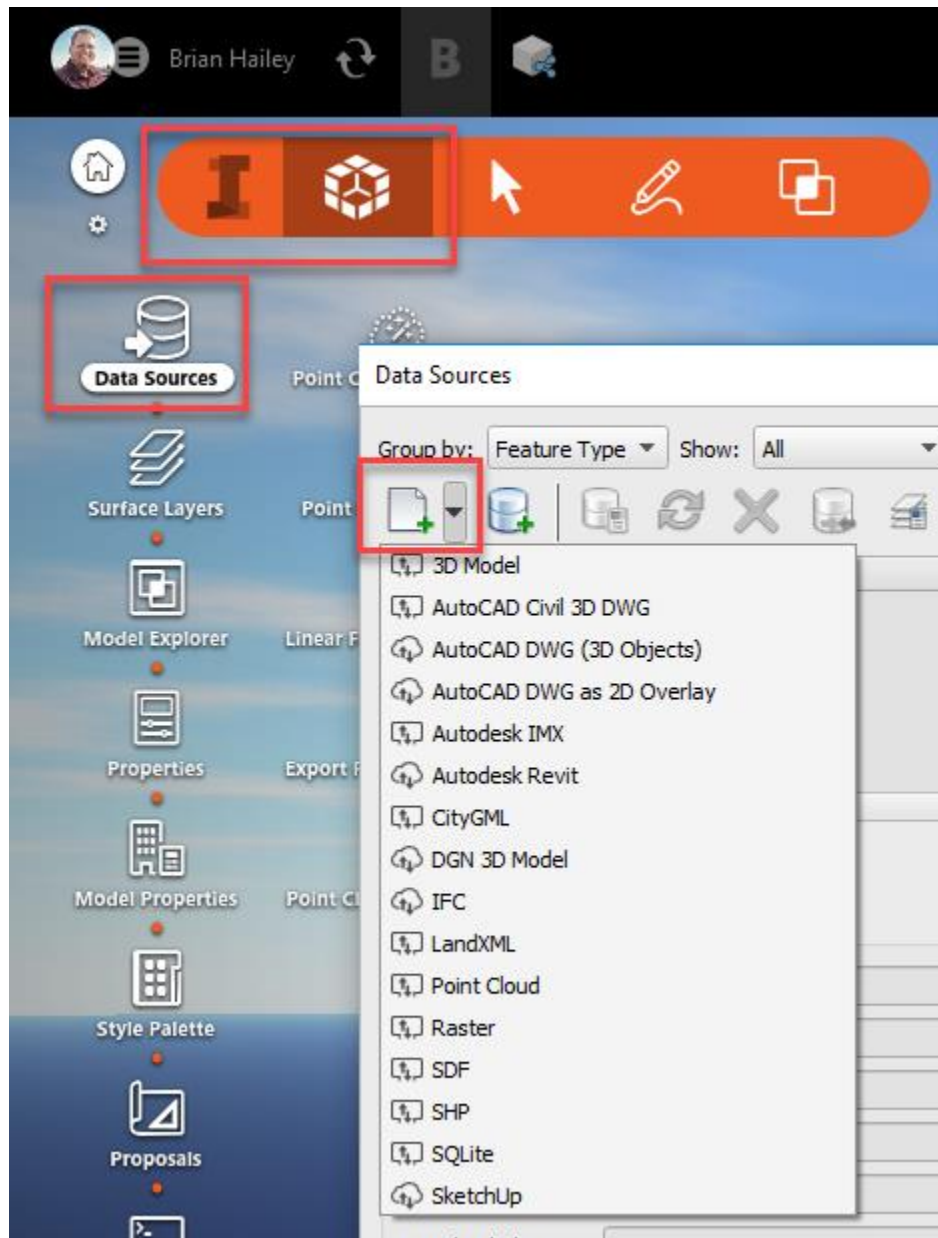 Brian Hailey
B
Data Sources
Point C
Data Sources
Group by: Feature Type Show: All
Surface Layers
Point
3D Model
AutoCAD Civil 3D DWG
Model Explorer
Linear F
AutoCAD DWG (3D Objects)
AutoCAD DWG as 2D Overlay
Autodesk IMX
Properties
Export F
Autodesk Revit
CityGML
DGN 3D Model
Model Properties
Point Cl
IFC
LandXML
Point Cloud
Style Palette
Raster
SDF
SHP
Proposals
SQLite
SketchUp